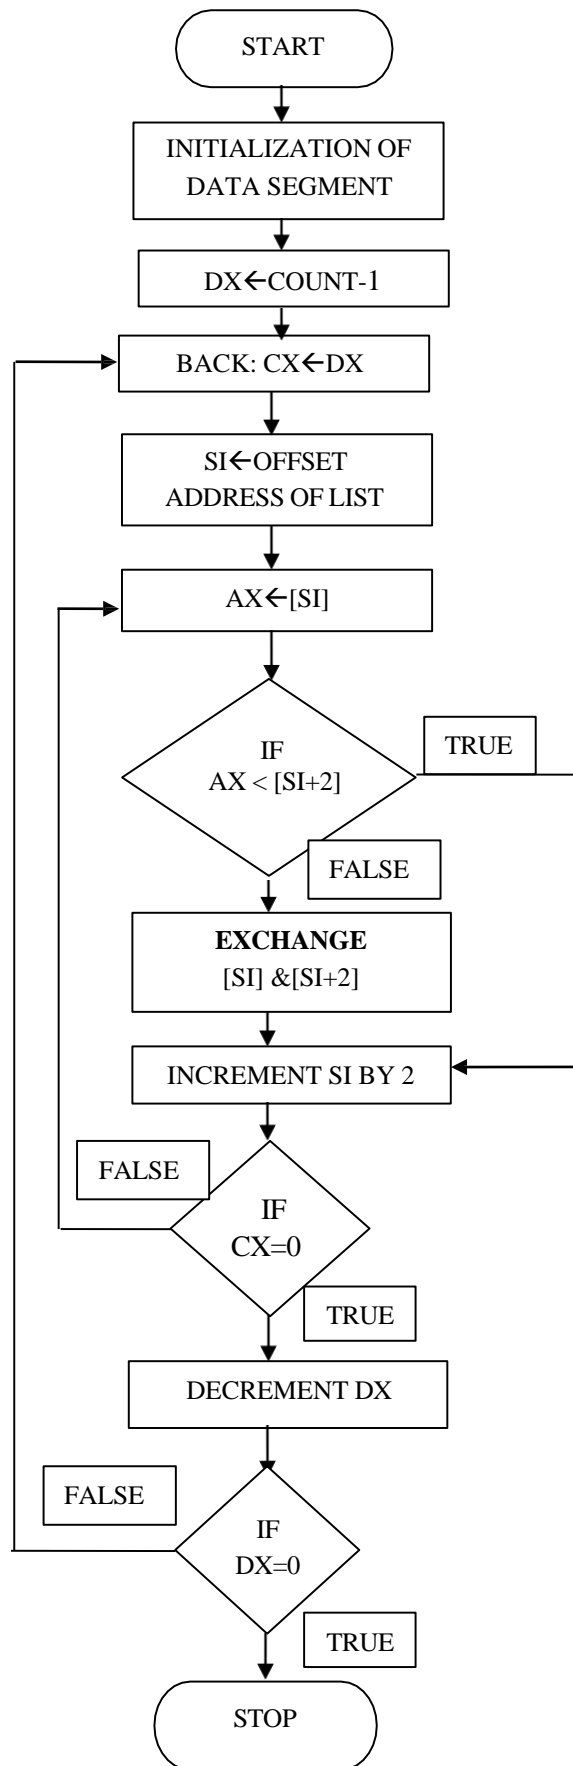 START
INITIALIZATION OF
DATA SEGMENT
DX←COUNT-1
BACK: CX←DX
SI←OFFSET
ADDRESS OF LIST
AX←[SI]
IF
AX < [SI+2]
TRUE
FALSE
EXCHANGE
[SI] &[SI+2]
INCREMENT SI BY 2
FALSE
IF
CX=0
TRUE
DECREMENT DX
FALSE
IF
DX=0
TRUE
STOP